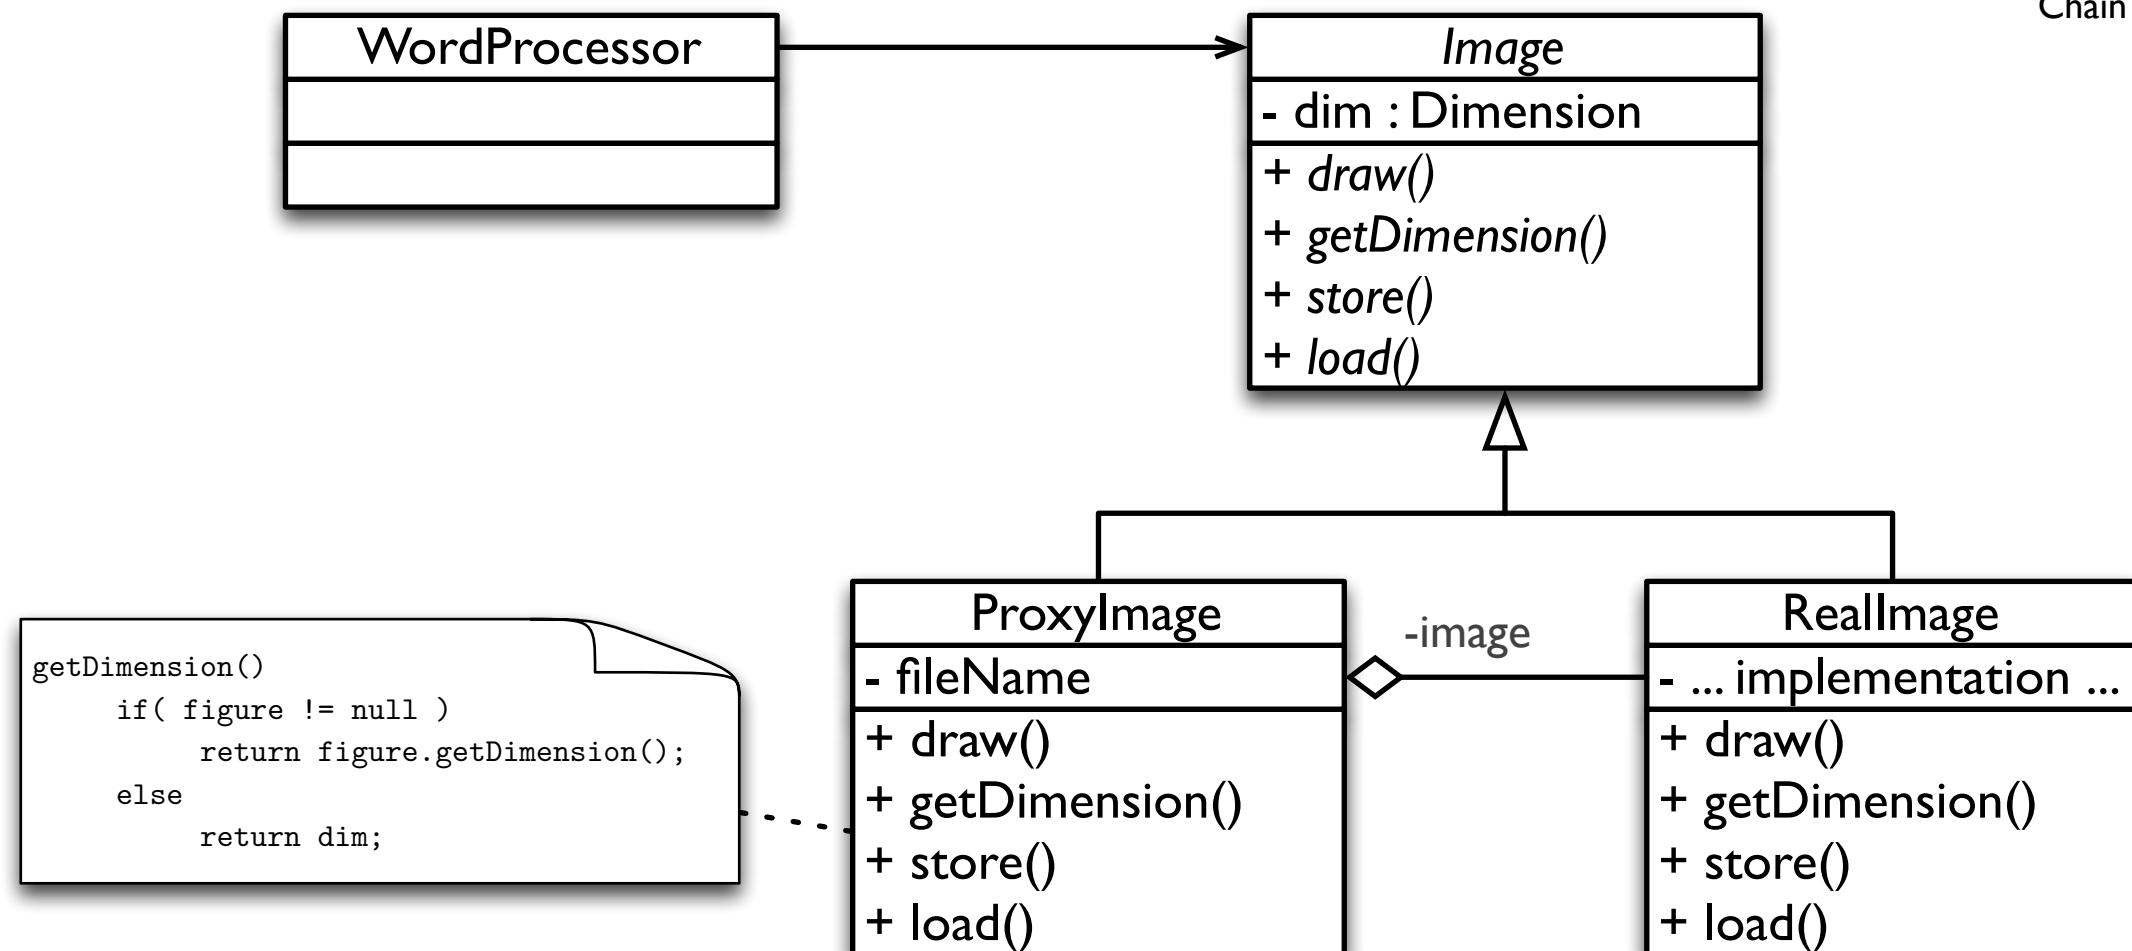 Chain
WordProcessor
Image
- dim : Dimension
+ draw()
+ getDimension()
+ store()
+ load()
getDimension()
if( figure != null )
return figure.getDimension();
else
return dim;
ProxyImage
- fileName
+ draw()
+ getDimension()
+ store()
+ load()
-image
RealImage
- ... implementation ...
+ draw()
+ getDimension()
+ store()
+ load()